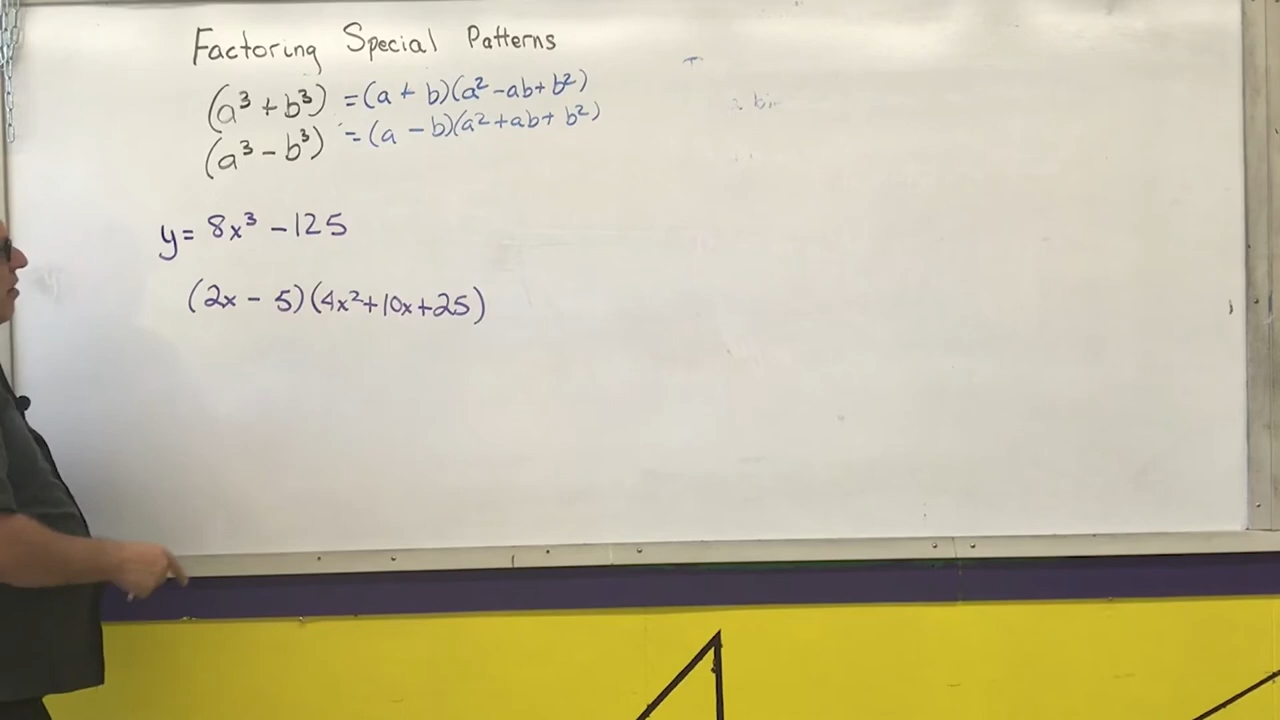 Factoring Special Patterns
(a³ + b³) = (a + b)(a² - ab + b²)
(a³ - b³) = (a - b)(a² + ab + b²)
y = 8x³ - 125
(2x - 5)(4x² + 10x + 25)